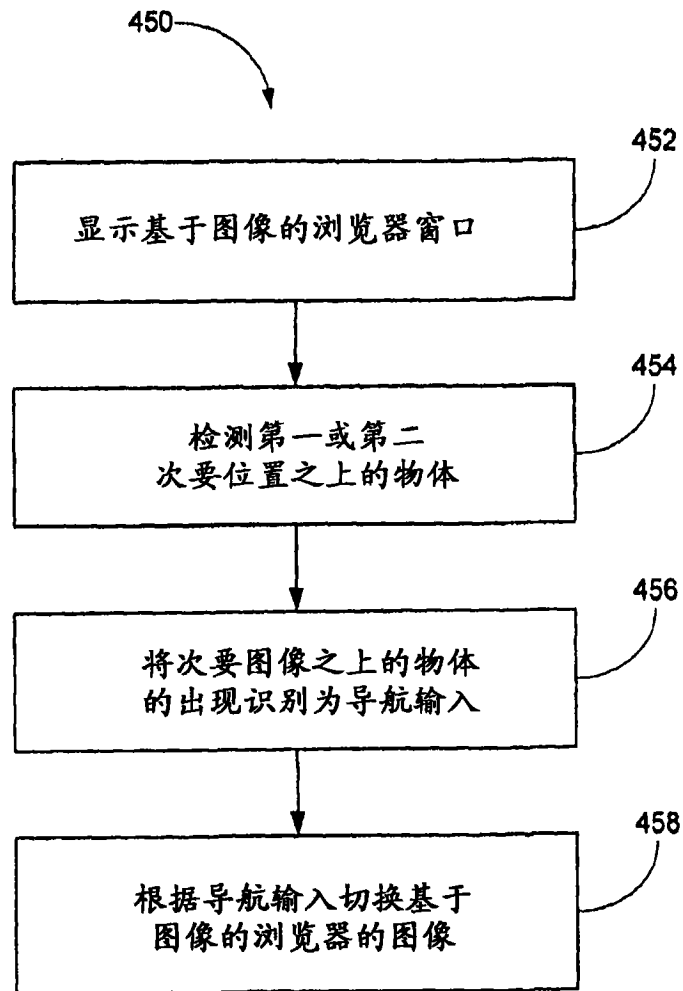 450
452
显示基于图像的浏览器窗口
454
检测第一或第二
次要位置之上的物体
456
将次要图像之上的物体
的出现识别为导航输入
458
根据导航输入切换基于
图像的浏览器的图像